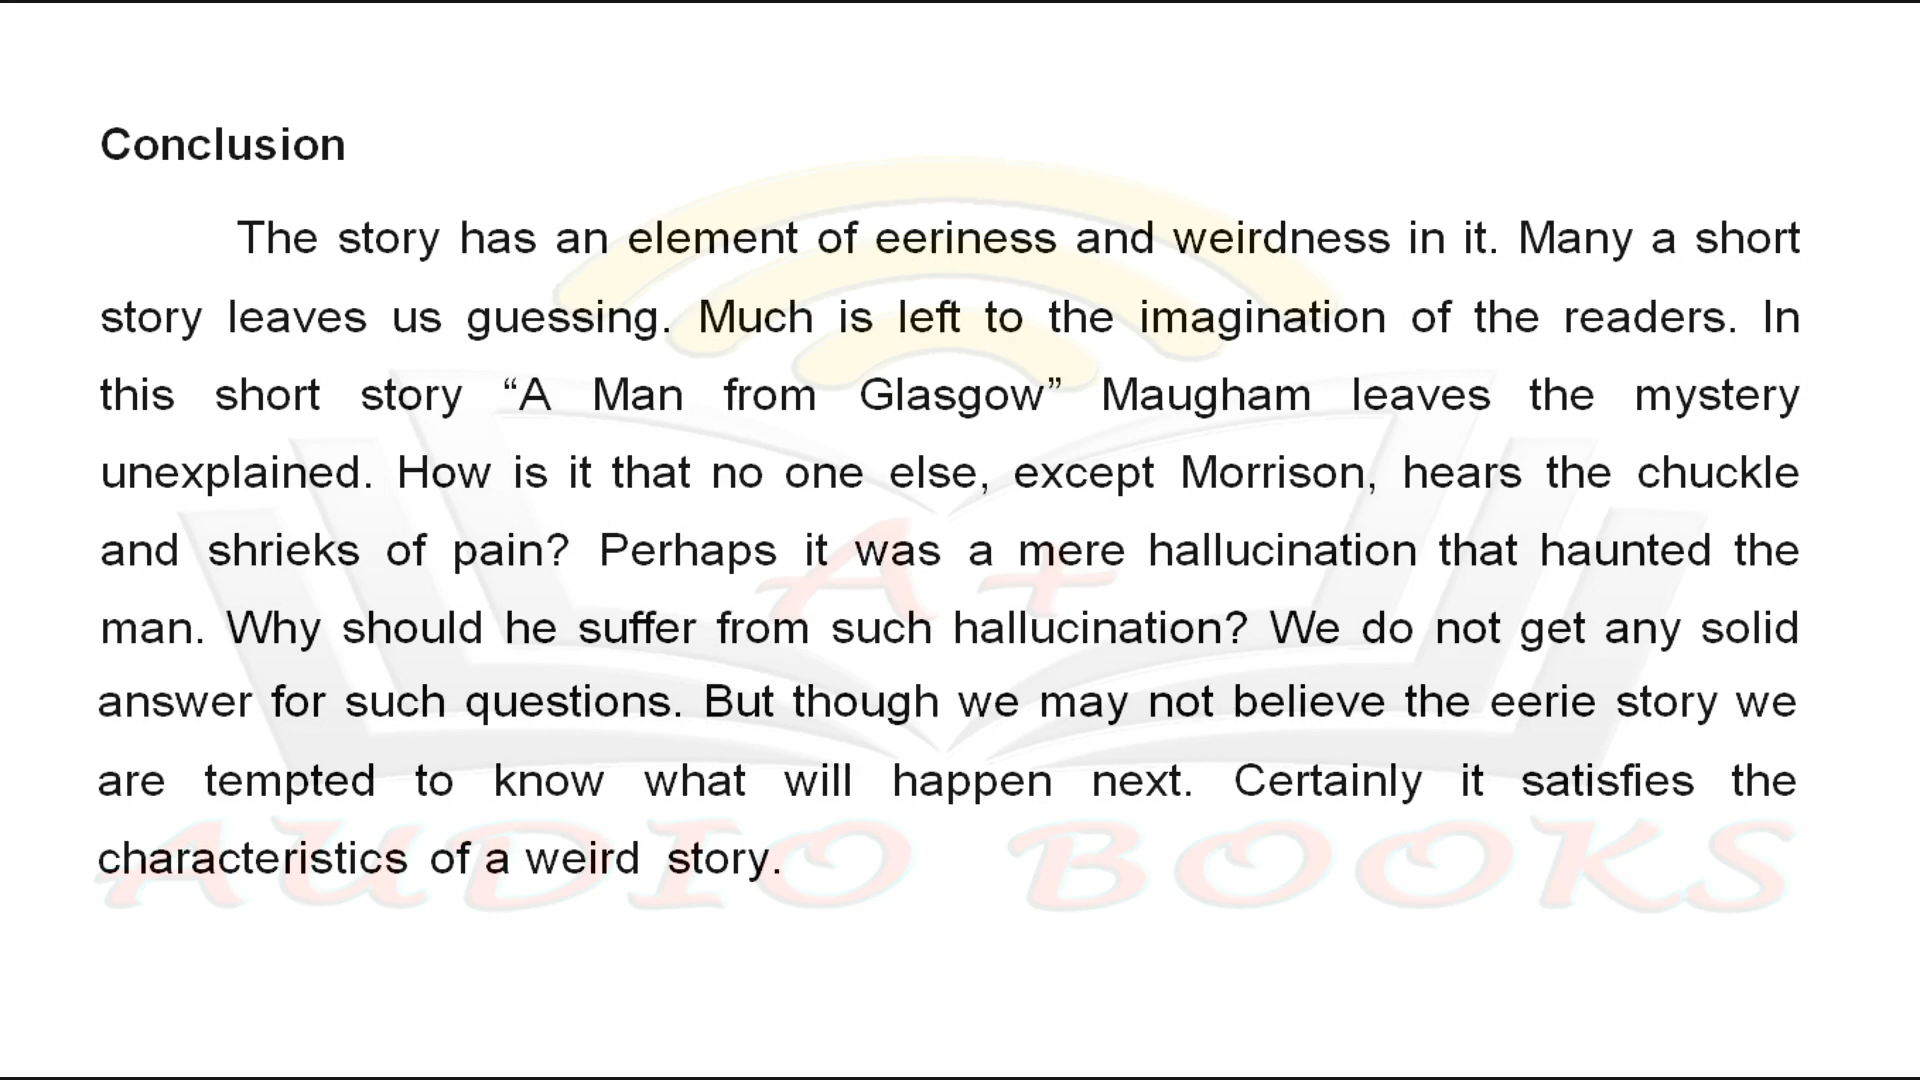 Conclusion
The story has an element of eeriness and weirdness in it. Many a short
story leaves us guessing. Much is left to the imagination of the readers. In
this short story “A Man from Glasgow” Maugham leaves the mystery
unexplained. How is it that no one else, except Morrison, hears the chuckle
and shrieks of pain? Perhaps it was a mere hallucination that haunted the
man. Why should he suffer from such hallucination? We do not get any solid
answer for such questions. But though we may not believe the eerie story we
are tempted to know what will happen next. Certainly it satisfies the
characteristics of a weird story.
A+
AUDIO BOOKS